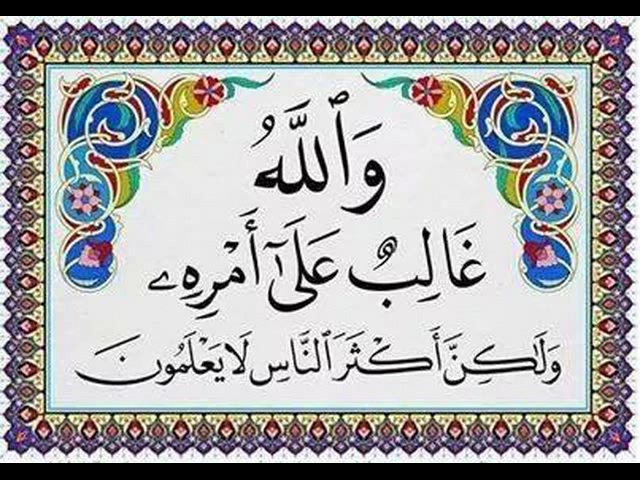 وَٱللَّهُ
غَالِبٌ عَلَىٰٓ أَمْرِهِۦ
وَلَـٰكِنَّ أَكْثَرَ ٱلنَّاسِ لَا يَعْلَمُونَ